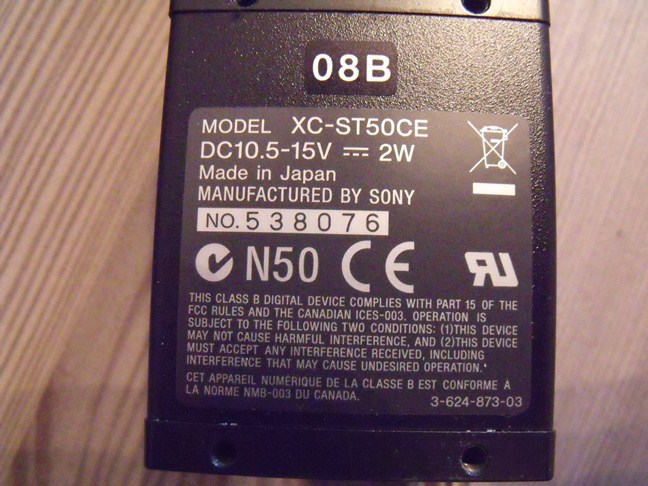 08B
MODEL XC-ST50CE
DC10.5-15V ⎓ 2W
Made in Japan
MANUFACTURED BY SONY
NO. 538076
N50 CE
THIS CLASS B DIGITAL DEVICE COMPLIES WITH PART 15 OF THE
FCC RULES AND THE CANADIAN ICES-003. OPERATION IS
SUBJECT TO THE FOLLOWING TWO CONDITIONS: (1)THIS DEVICE
MAY NOT CAUSE HARMFUL INTERFERENCE, AND (2)THIS DEVICE
MUST ACCEPT ANY INTERFERENCE RECEIVED, INCLUDING
INTERFERENCE THAT MAY CAUSE UNDESIRED OPERATION.
CET APPAREIL NUMÉRIQUE DE LA CLASSE B EST CONFORME À
LA NORME NMB-003 DU CANADA.
3-624-873-03